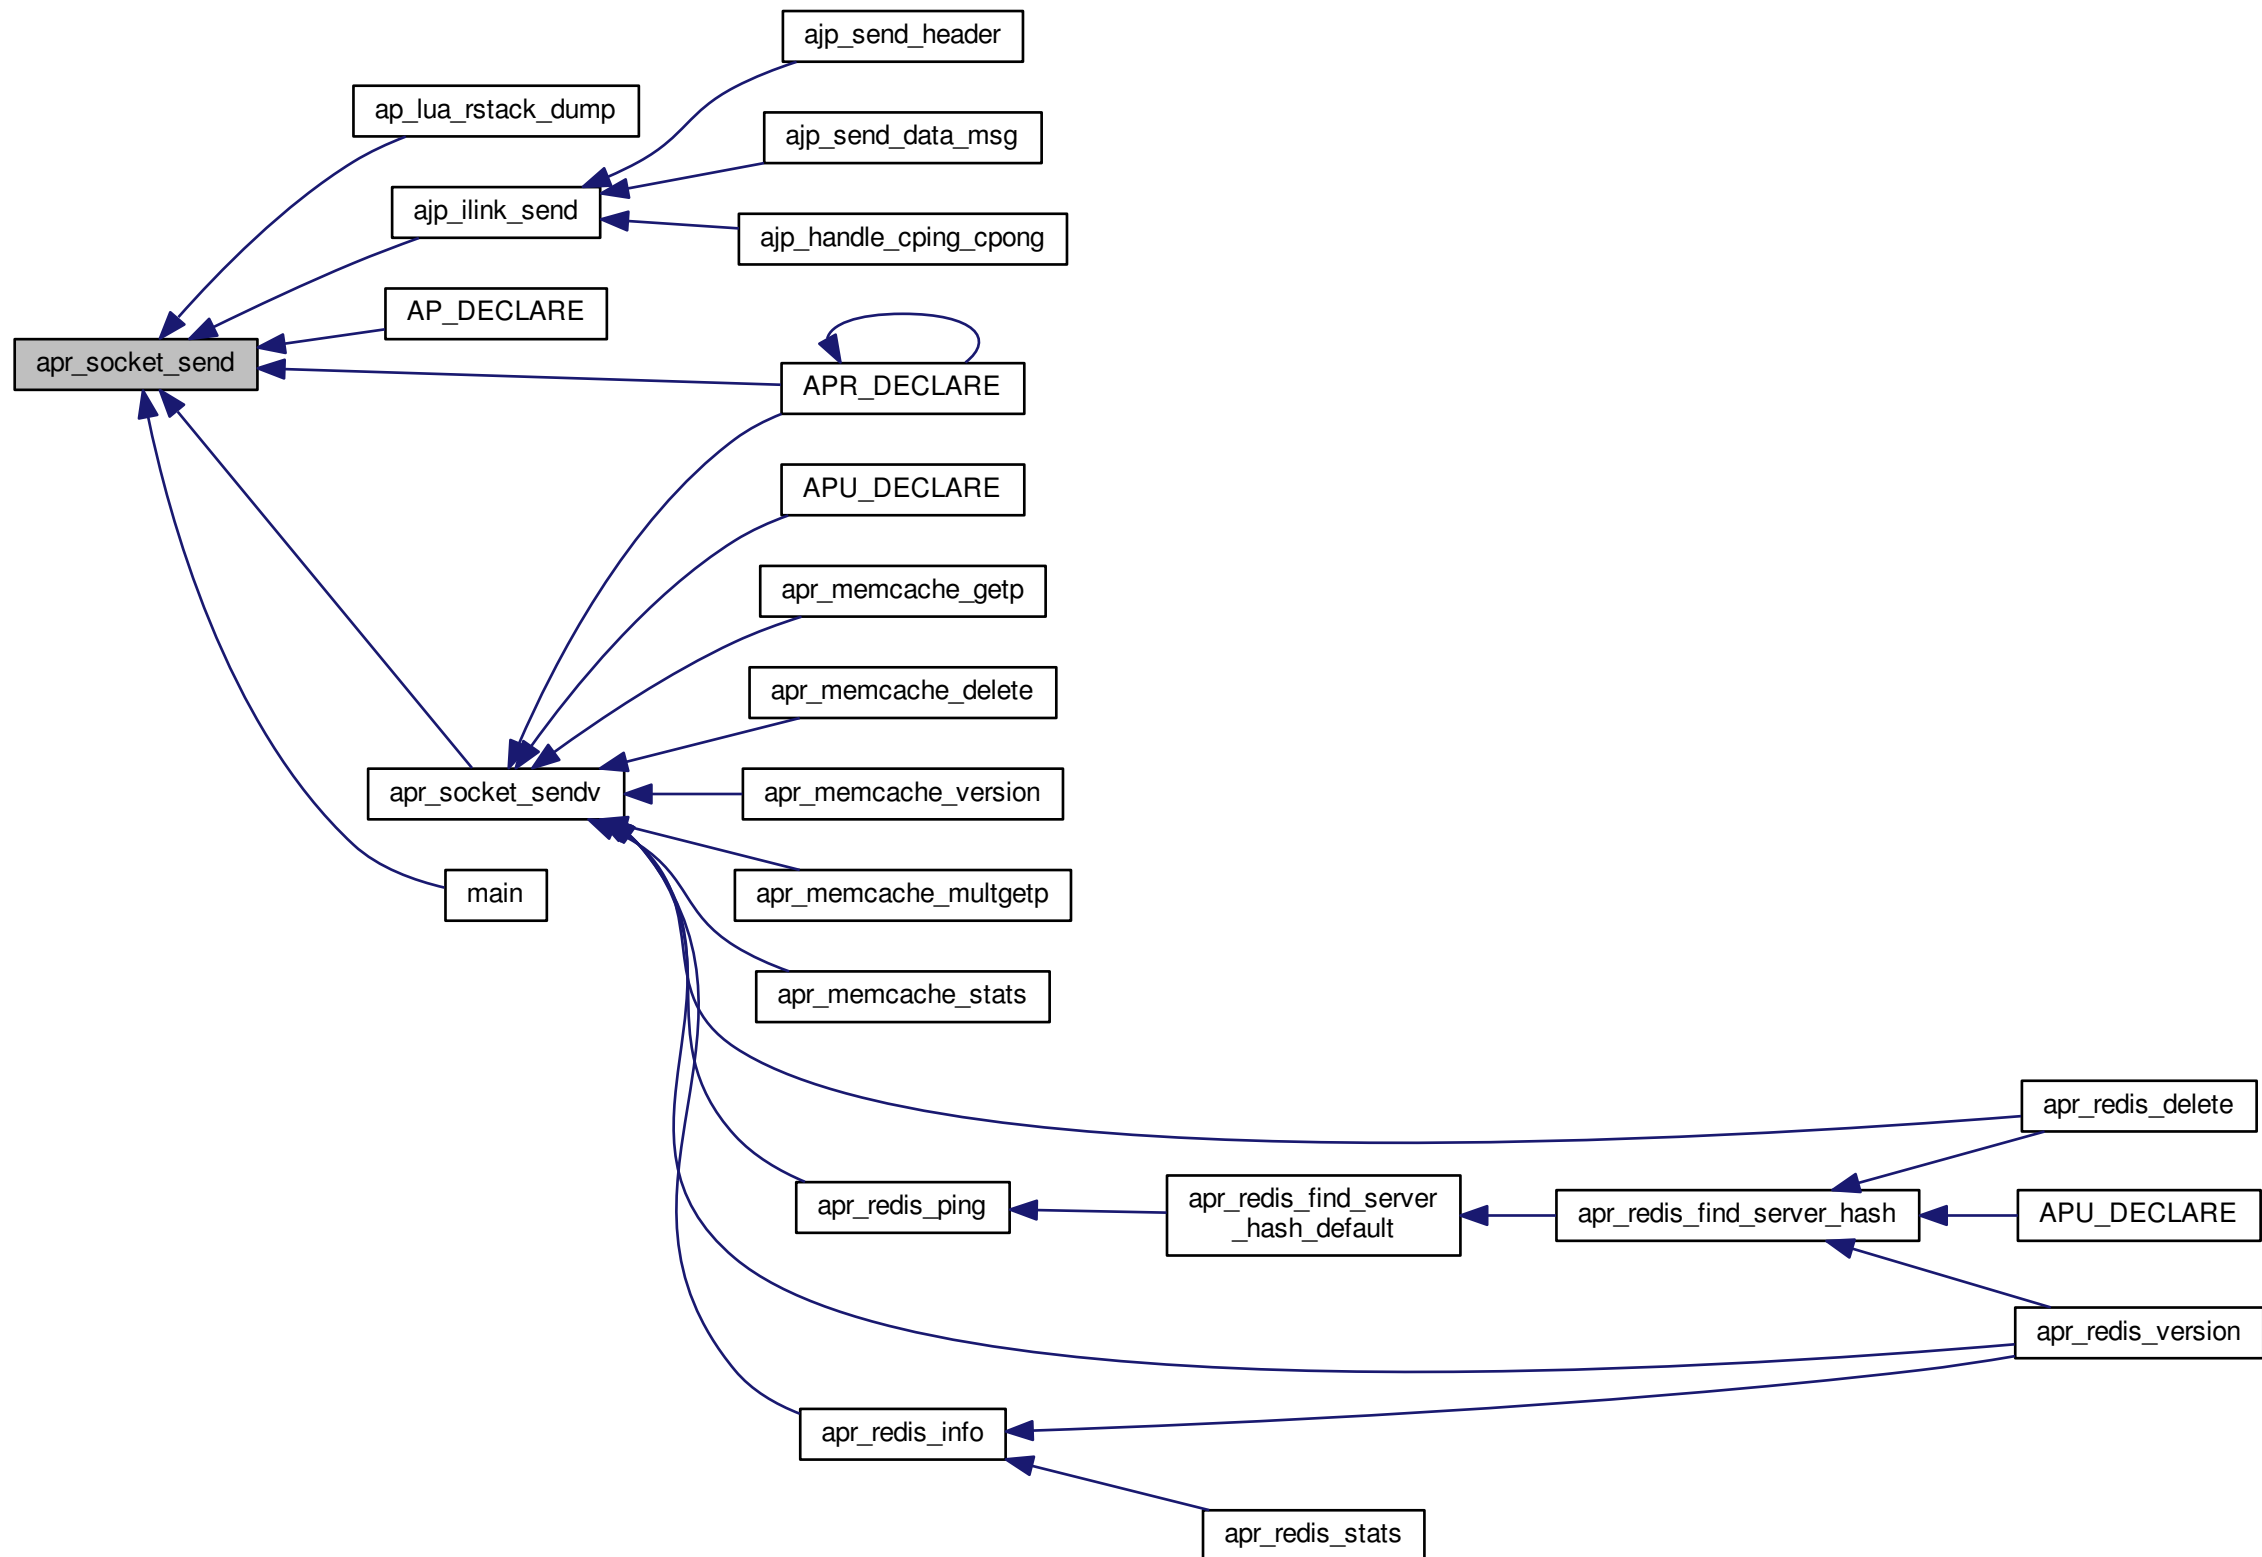 ajp_send_header
ap_lua_rstack_dump
ajp_send_data_msg
ajp_ilink_send
ajp_handle_cping_cpong
AP_DECLARE
apr_socket_send
APR_DECLARE
APU_DECLARE
apr_memcache_getp
apr_memcache_delete
apr_socket_sendv
apr_memcache_version
main
apr_memcache_multgetp
apr_memcache_stats
apr_redis_delete
apr_redis_ping
apr_redis_find_server
_hash_default
apr_redis_find_server_hash
APU_DECLARE
apr_redis_version
apr_redis_info
apr_redis_stats